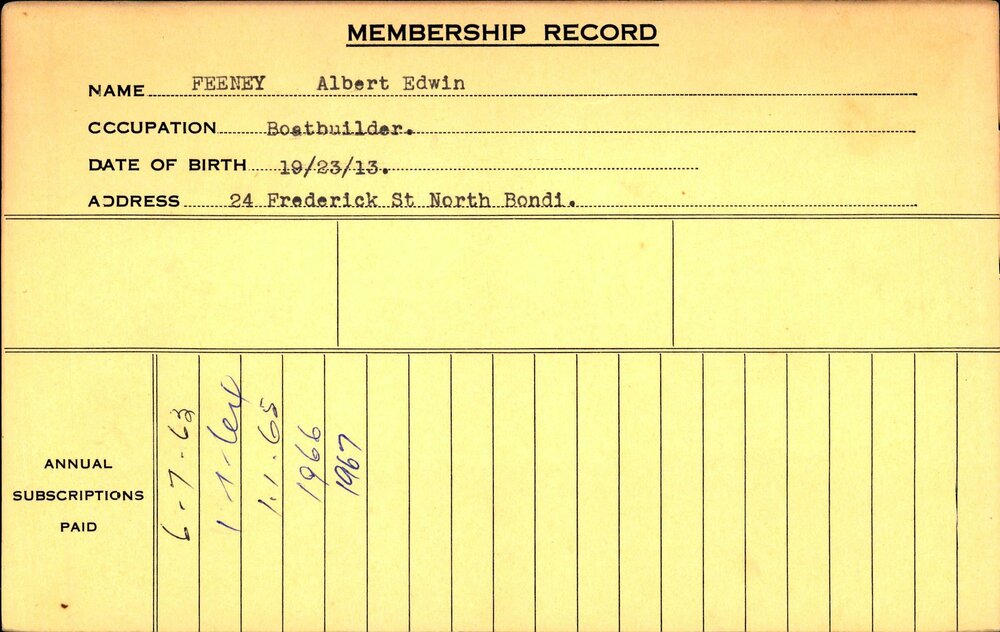 MEMBERSHIP RECORD
NAME FEENEY Albert Edwin
OCCUPATION Boatbuilder.
DATE OF BIRTH 19/23/13.
ADDRESS 24 Frederick St North Bondi.
ANNUAL
SUBSCRIPTIONS
PAID
6-7-63
1-1-64
1.1.65
1966
1967